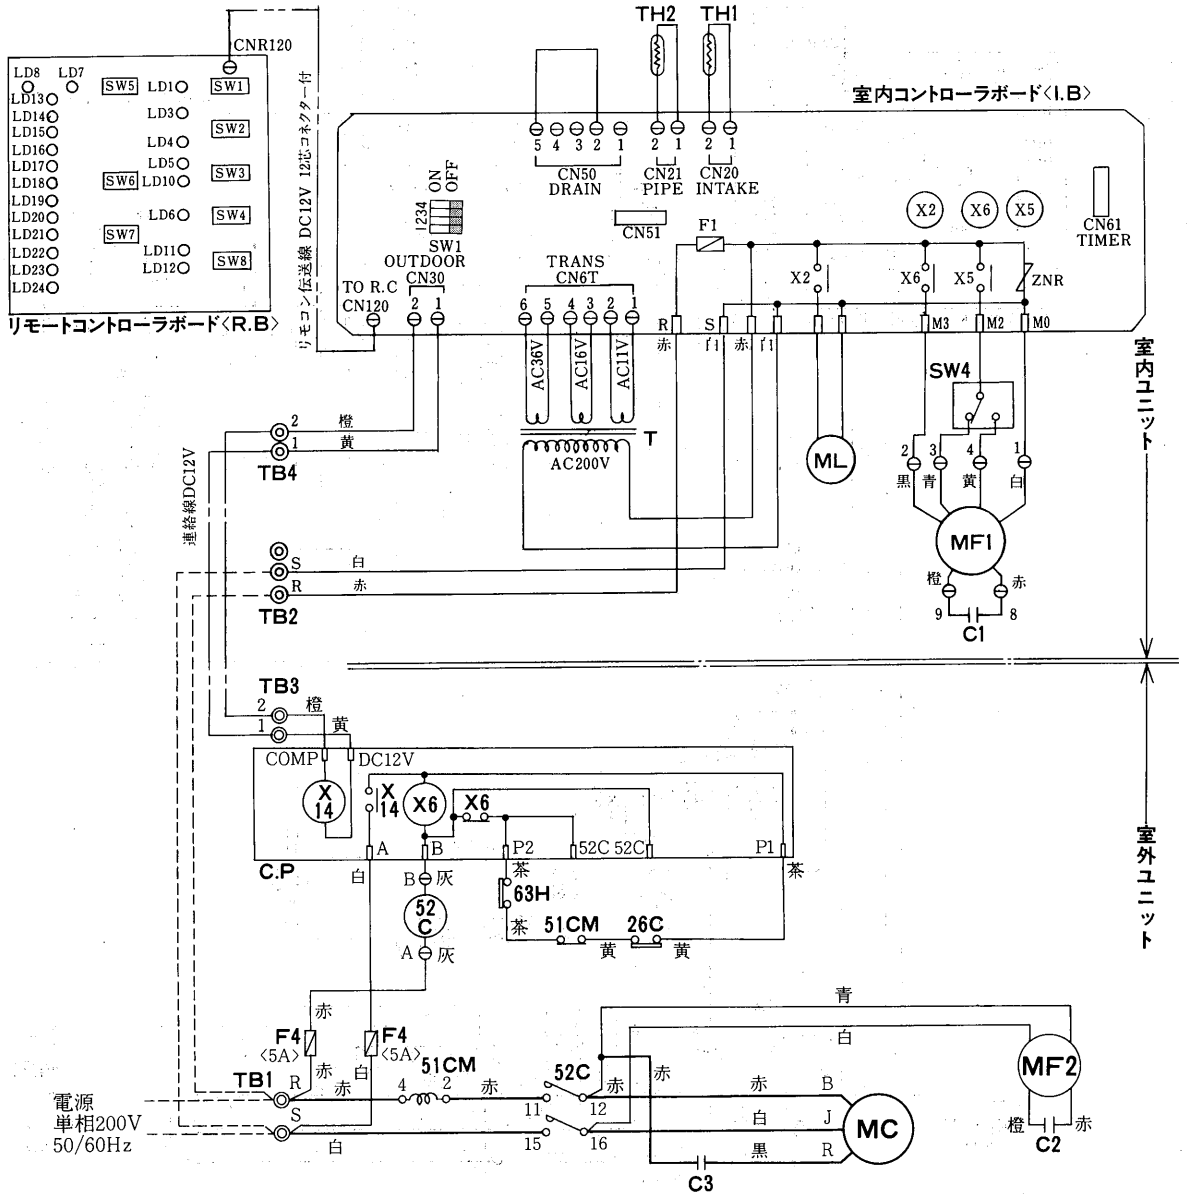 TH2
TH1
CNR120
LD8
LD7
SW5
LD1
SW1
LD13
LD14
LD3
SW2
LD15
LD16
LD4
LD17
LD5
SW3
LD18
SW6
LD10
LD19
LD20
LD6
SW4
LD21
SW7
LD22
LD11
LD23
LD12
SW8
LD24
リモートコントローラボード〈R.B〉
リモコン伝送線 DC12V 12芯コネクター付
室内コントローラボード〈I.B〉
5 4 3 2 1
CN50
DRAIN
2 1
CN21
PIPE
2 1
CN20
INTAKE
ON
OFF
1234
SW1
OUTDOOR
CN30
2 1
TO R.C
CN120
CN51
F1
TRANS
CN6T
6 5 4 3 2 1
X2
X6
X5
CN61
TIMER
X2
X6
X5
ZNR
R
S
M3
M2
M0
赤
白
赤
白
AC36V
AC16V
AC11V
T
AC200V
SW4
室内ユニット
2 橙
1 黄
TB4
連絡線DC12V
ML
2 3 4 1
黒 青 黄 白
MF1
橙 赤
9 8
C1
S 白
R 赤
TB2
TB3
2 橙
1 黄
COMP
DC12V
X
14
X
14
X6
X6
A
B
P2
52C
52C
P1
C.P
白
B 灰
茶
茶
63H
52
C
茶
51CM
26C
黄
黄
A 灰
室外ユニット
赤
F4
〈5A〉
F4
〈5A〉
赤
白
青
白
MF2
TB1
R
赤
51CM
4 2
赤
52C
赤
赤
赤
B
11 12
電源
単相200V
50/60Hz
S
白
15 16
白
J
MC
黒
R
C3
橙
赤
C2